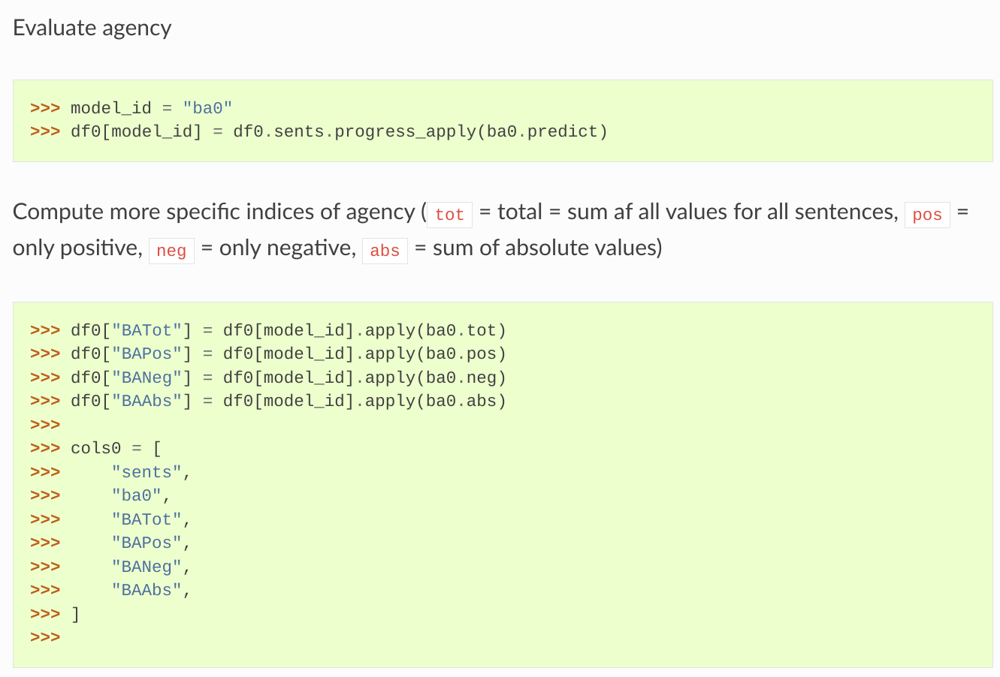 Evaluate agency
>>> model_id = "ba0"
>>> df0[model_id] = df0.sents.progress_apply(ba0.predict)
Compute more specific indices of agency ( tot = total = sum af all values for all sentences, pos =
only positive, neg = only negative, abs = sum of absolute values)
>>> df0["BATot"] = df0[model_id].apply(ba0.tot)
>>> df0["BAPos"] = df0[model_id].apply(ba0.pos)
>>> df0["BANeg"] = df0[model_id].apply(ba0.neg)
>>> df0["BAAbs"] = df0[model_id].apply(ba0.abs)
>>>
>>> cols0 = [
>>>     "sents",
>>>     "ba0",
>>>     "BATot",
>>>     "BAPos",
>>>     "BANeg",
>>>     "BAAbs",
>>> ]
>>>